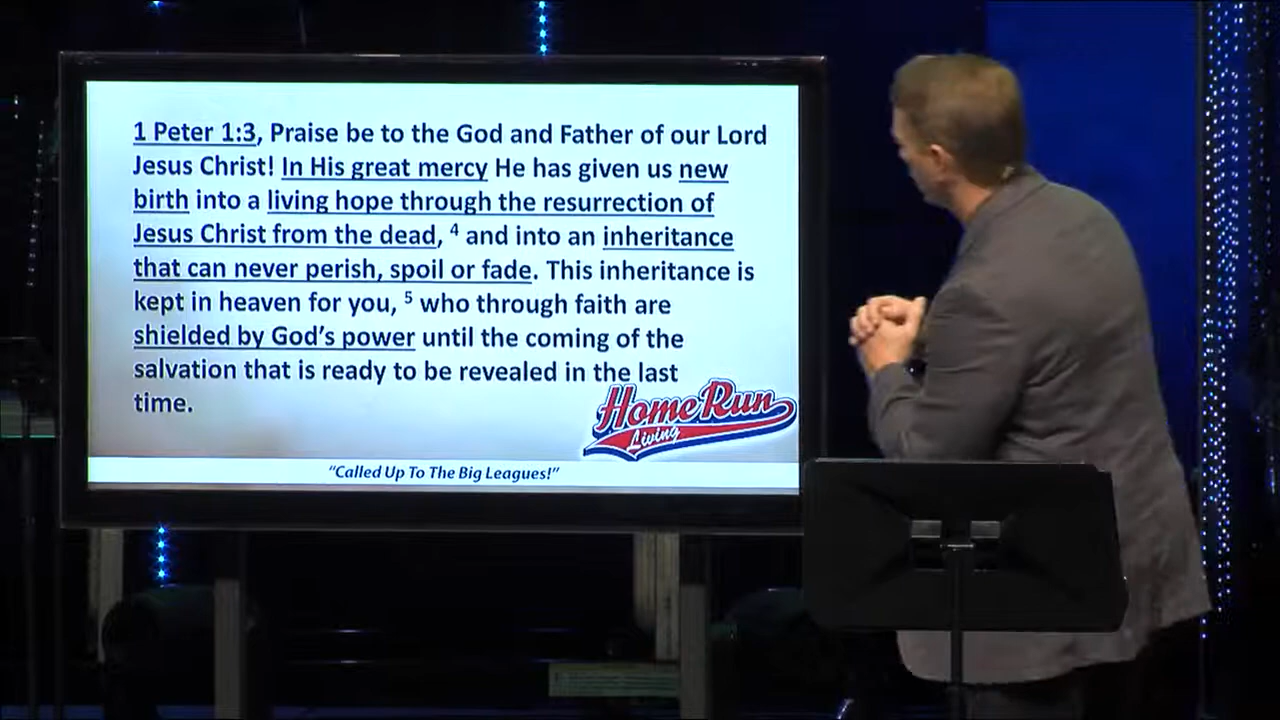 1 Peter 1:3, Praise be to the God and Father of our Lord
Jesus Christ! In His great mercy He has given us new
birth into a living hope through the resurrection of
Jesus Christ from the dead, ⁴ and into an inheritance
that can never perish, spoil or fade. This inheritance is
kept in heaven for you, ⁵ who through faith are
shielded by God’s power until the coming of the
salvation that is ready to be revealed in the last
time.
Home Run
Living
“Called Up To The Big Leagues!”